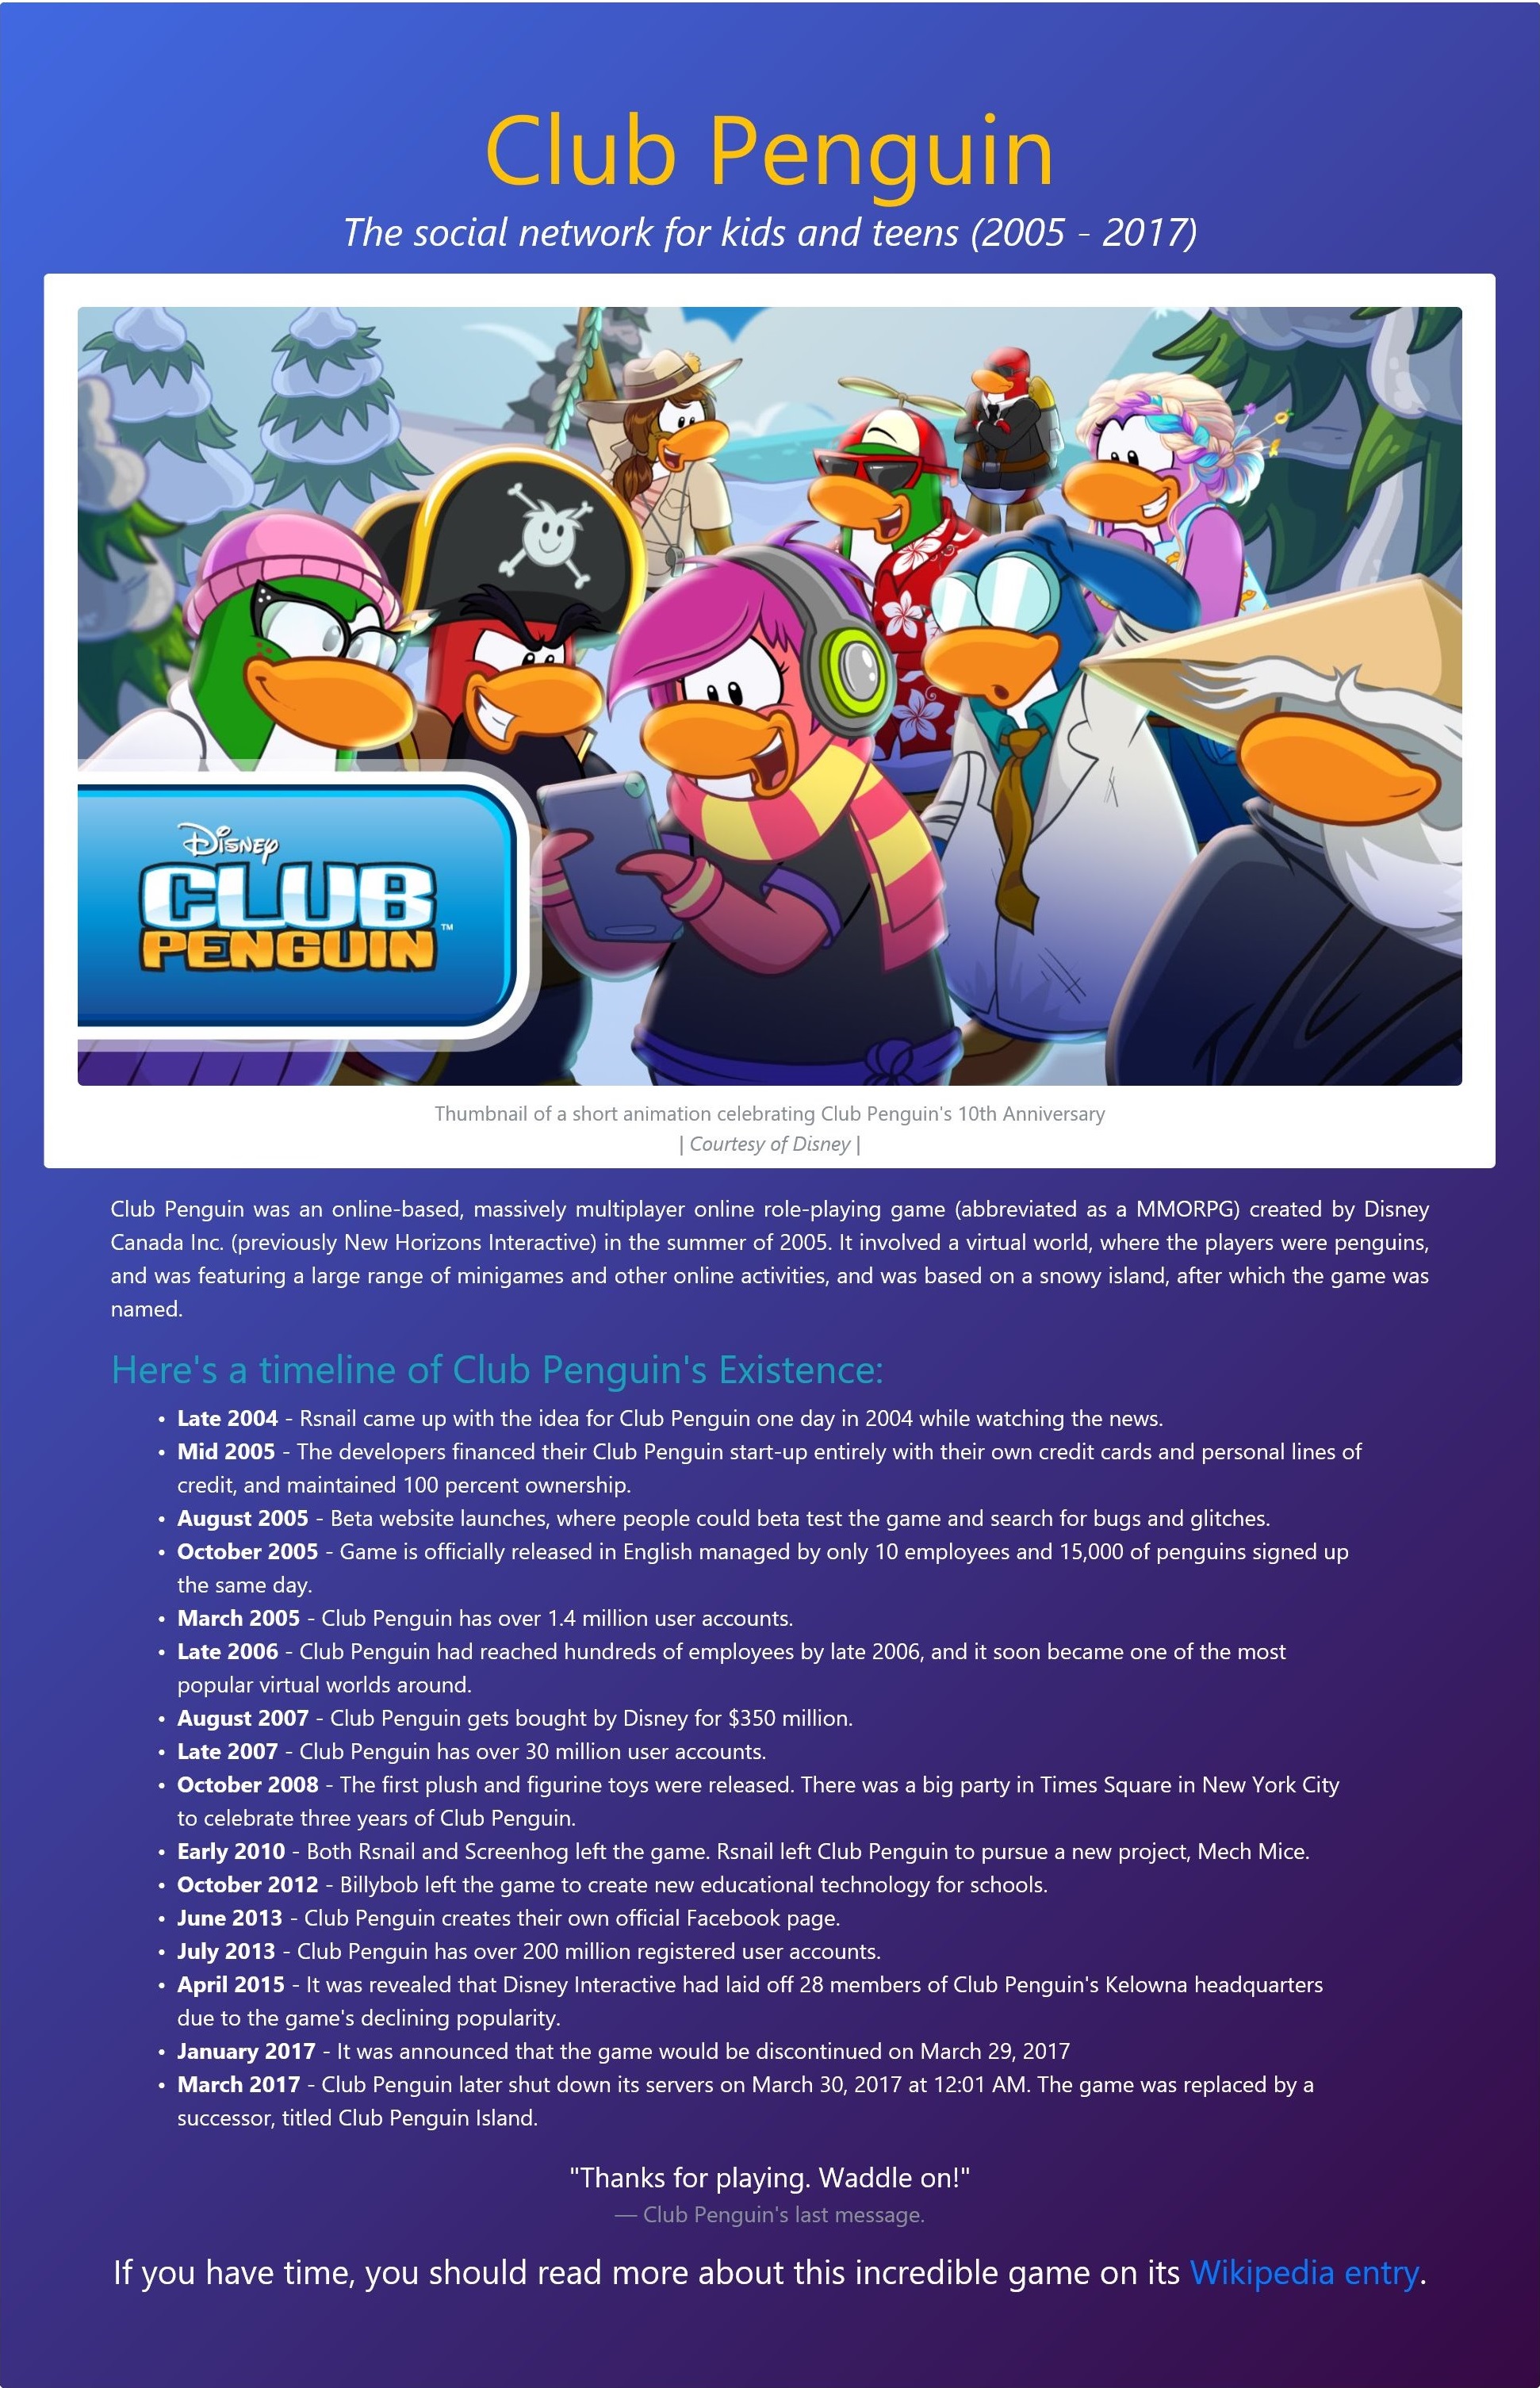 Club Penguin
The social network for kids and teens (2005 - 2017)
Disney
CLUB
PENGUIN™
Thumbnail of a short animation celebrating Club Penguin's 10th Anniversary
| Courtesy of Disney |
Club Penguin was an online-based, massively multiplayer online role-playing game (abbreviated as a MMORPG) created by Disney
Canada Inc. (previously New Horizons Interactive) in the summer of 2005. It involved a virtual world, where the players were penguins,
and was featuring a large range of minigames and other online activities, and was based on a snowy island, after which the game was
named.
Here's a timeline of Club Penguin's Existence:
• Late 2004 - Rsnail came up with the idea for Club Penguin one day in 2004 while watching the news.
• Mid 2005 - The developers financed their Club Penguin start-up entirely with their own credit cards and personal lines of
credit, and maintained 100 percent ownership.
• August 2005 - Beta website launches, where people could beta test the game and search for bugs and glitches.
• October 2005 - Game is officially released in English managed by only 10 employees and 15,000 of penguins signed up
the same day.
• March 2005 - Club Penguin has over 1.4 million user accounts.
• Late 2006 - Club Penguin had reached hundreds of employees by late 2006, and it soon became one of the most
popular virtual worlds around.
• August 2007 - Club Penguin gets bought by Disney for $350 million.
• Late 2007 - Club Penguin has over 30 million user accounts.
• October 2008 - The first plush and figurine toys were released. There was a big party in Times Square in New York City
to celebrate three years of Club Penguin.
• Early 2010 - Both Rsnail and Screenhog left the game. Rsnail left Club Penguin to pursue a new project, Mech Mice.
• October 2012 - Billybob left the game to create new educational technology for schools.
• June 2013 - Club Penguin creates their own official Facebook page.
• July 2013 - Club Penguin has over 200 million registered user accounts.
• April 2015 - It was revealed that Disney Interactive had laid off 28 members of Club Penguin's Kelowna headquarters
due to the game's declining popularity.
• January 2017 - It was announced that the game would be discontinued on March 29, 2017
• March 2017 - Club Penguin later shut down its servers on March 30, 2017 at 12:01 AM. The game was replaced by a
successor, titled Club Penguin Island.
"Thanks for playing. Waddle on!"
— Club Penguin's last message.
If you have time, you should read more about this incredible game on its Wikipedia entry.